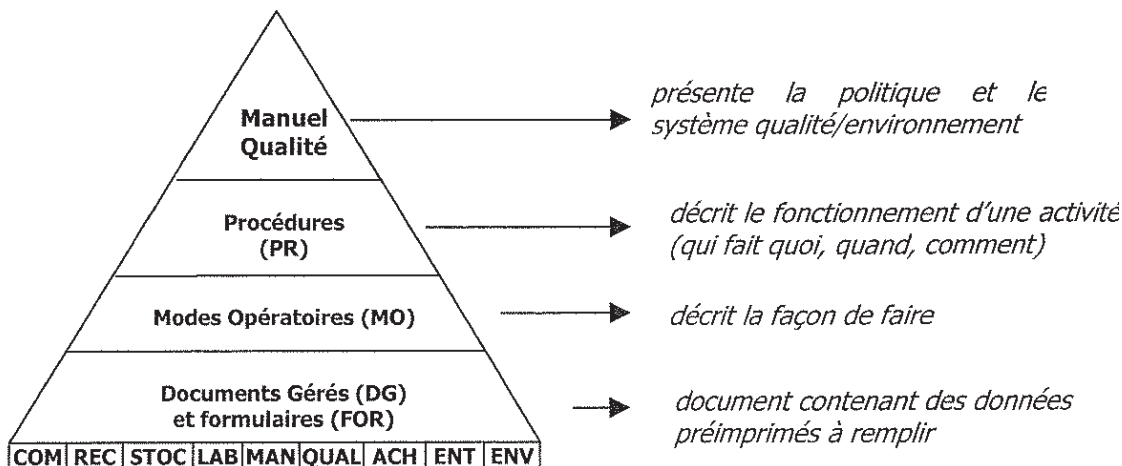 Manuel
Qualité
présente la politique et le
système qualité/environnement
Procédures
(PR)
décrit le fonctionnement d'une activité
(qui fait quoi, quand, comment)
Modes Opératoires (MO)
décrit la façon de faire
Documents Gérés (DG)
et formulaires (FOR)
document contenant des données
préimprimés à remplir
COM REC STOC LAB MAN QUAL ACH ENT ENV